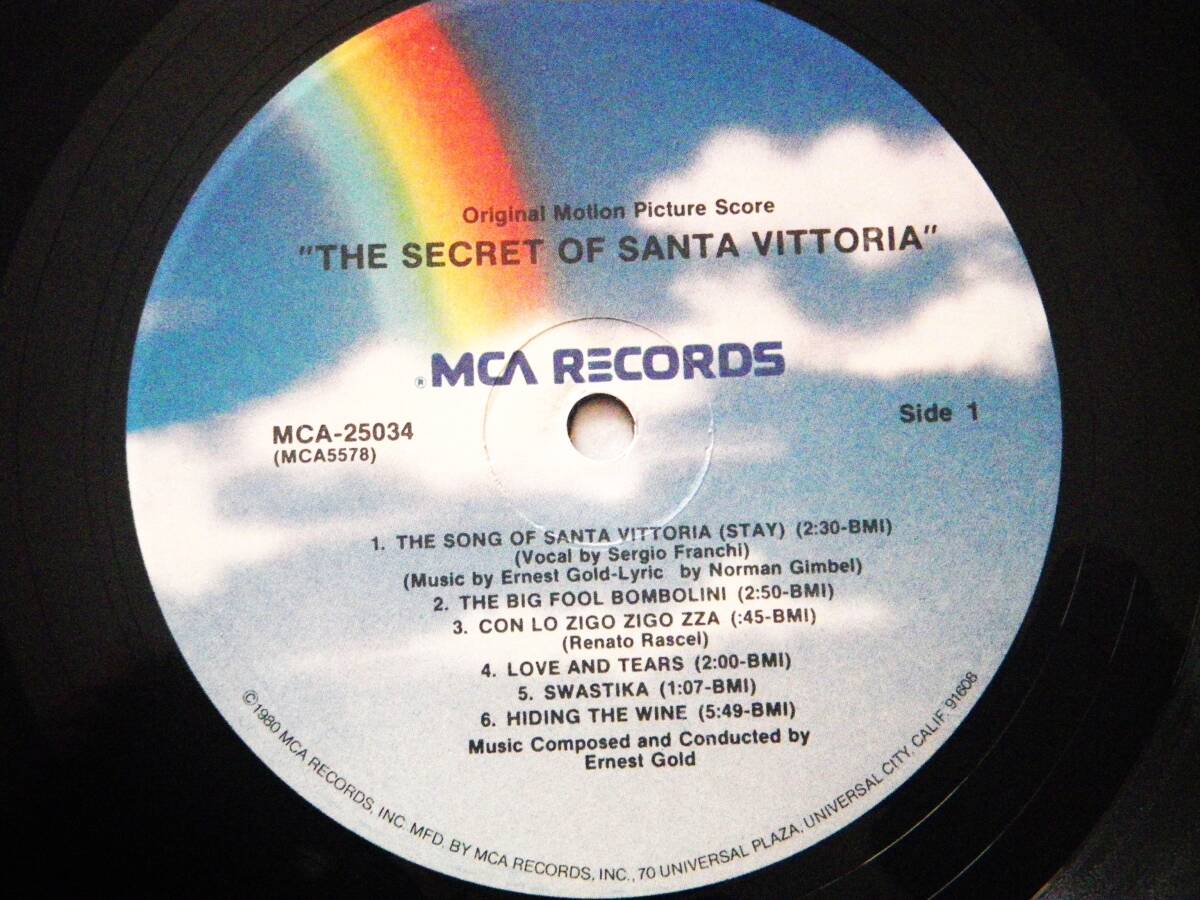 Original Motion Picture Score
"THE SECRET OF SANTA VITTORIA"
® MCA RECORDS
MCA-25034
(MCA5578)
Side 1
1. THE SONG OF SANTA VITTORIA (STAY) (2:30-BMI)
(Vocal by Sergio Franchi)
(Music by Ernest Gold-Lyric by Norman Gimbel)
2. THE BIG FOOL BOMBOLINI (2:50-BMI)
3. CON LO ZIGO ZIGO ZZA (:45-BMI)
(Renato Rascel)
4. LOVE AND TEARS (2:00-BMI)
5. SWASTIKA (1:07-BMI)
6. HIDING THE WINE (5:49-BMI)
Music Composed and Conducted by
Ernest Gold
©1980 MCA RECORDS, INC. MFD. BY MCA RECORDS, INC., 70 UNIVERSAL PLAZA, UNIVERSAL CITY, CALIF. 91608